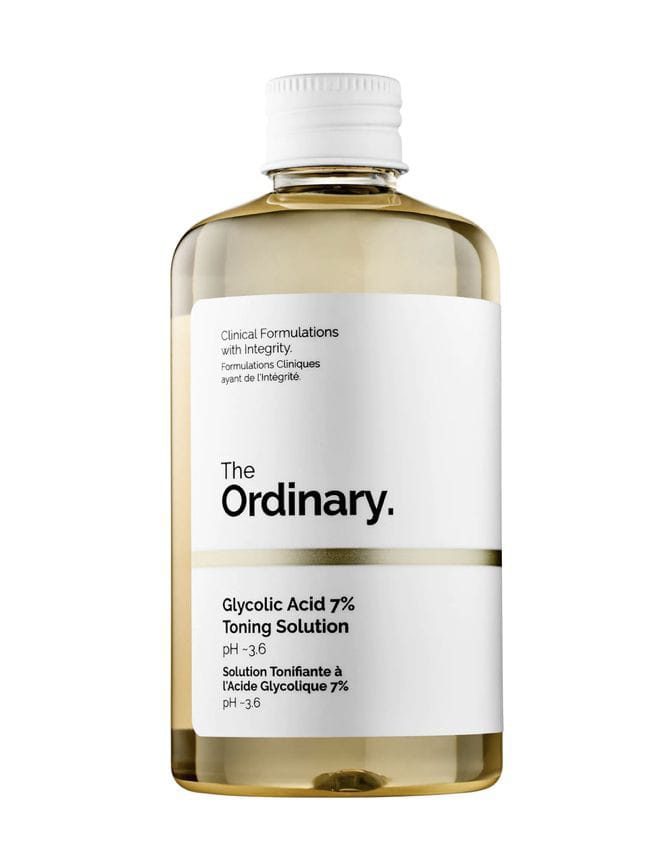 Clinical Formulations
with Integrity.
Formulations Cliniques
ayant de l'Intégrité.
The
Ordinary.
Glycolic Acid 7%
Toning Solution
pH ~3.6
Solution Tonifiante à
l'Acide Glycolique 7%
pH ~3.6